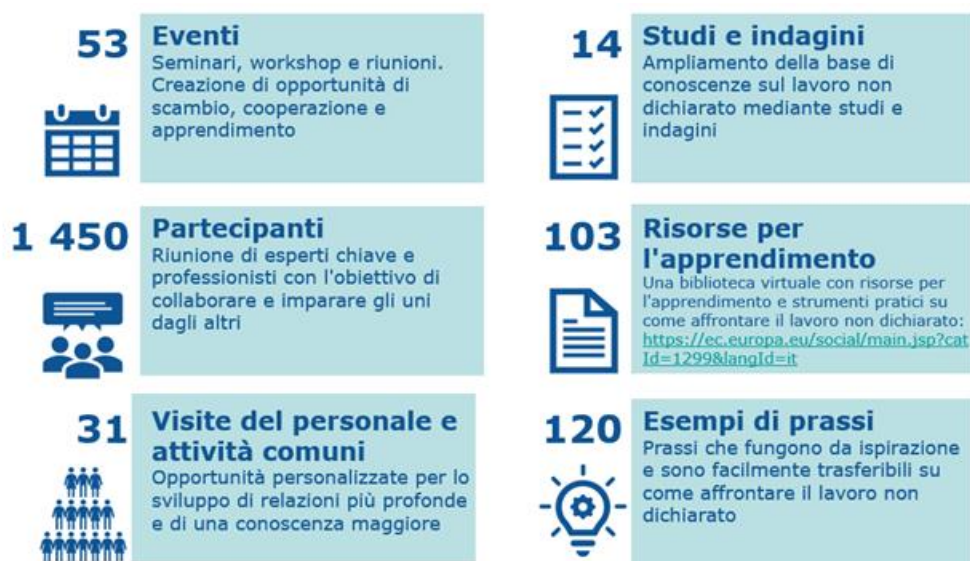 53
Eventi
Seminari, workshop e riunioni.
Creazione di opportunità di
scambio, cooperazione e
apprendimento
14
Studi e indagini
Ampliamento della base di
conoscenze sul lavoro non
dichiarato mediante studi e
indagini
1 450
Partecipanti
Riunione di esperti chiave e
professionisti con l'obiettivo di
collaborare e imparare gli uni
dagli altri
103
Risorse per
l'apprendimento
Una biblioteca virtuale con risorse per
l'apprendimento e strumenti pratici su
come affrontare il lavoro non dichiarato:
https://ec.europa.eu/social/main.jsp?cat
Id=1299&langId=it
31
Visite del personale e
attività comuni
Opportunità personalizzate per lo
sviluppo di relazioni più profonde
e di una conoscenza maggiore
120
Esempi di prassi
Prassi che fungono da ispirazione
e sono facilmente trasferibili su
come affrontare il lavoro non
dichiarato